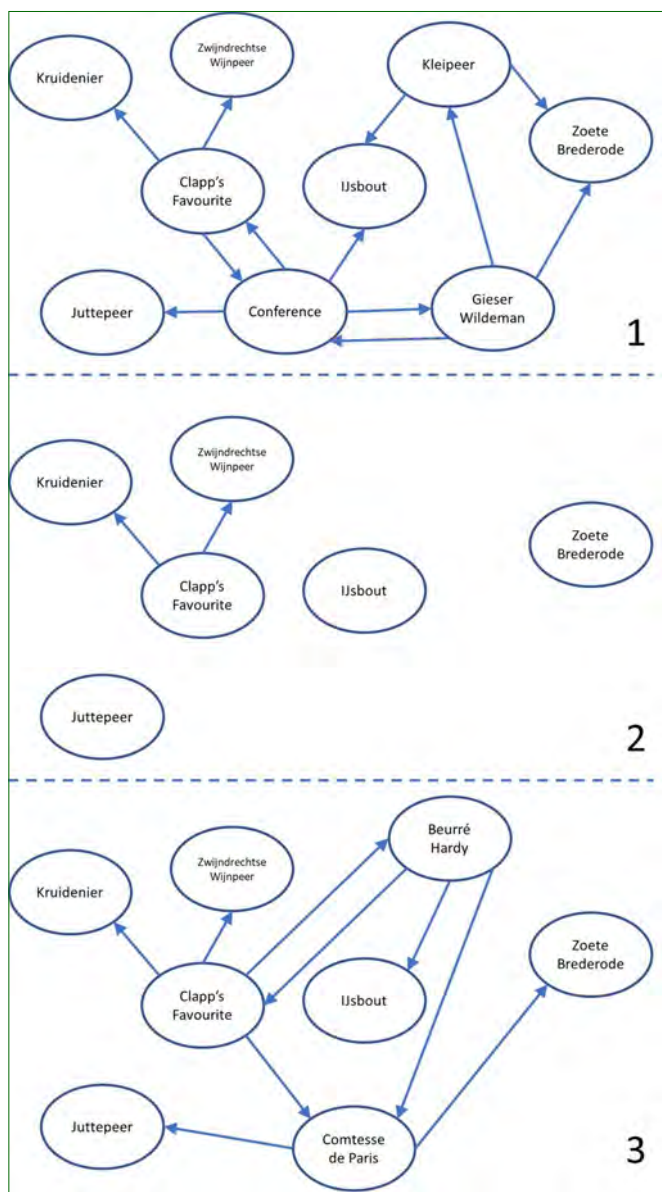 Zwijndrechtse
Wijnpeer
Kruidenier
Kleipeer
Zoete
Brederode
Clapp's
Favourite
IJsbout
Juttepeer
Conference
Gieser
Wildeman
1
Zwijndrechtse
Wijnpeer
Kruidenier
Zoete
Brederode
Clapp's
Favourite
IJsbout
Juttepeer
2
Beurré
Hardy
Zwijndrechtse
Wijnpeer
Kruidenier
Zoete
Brederode
Clapp's
Favourite
IJsbout
Juttepeer
Comtesse
de Paris
3